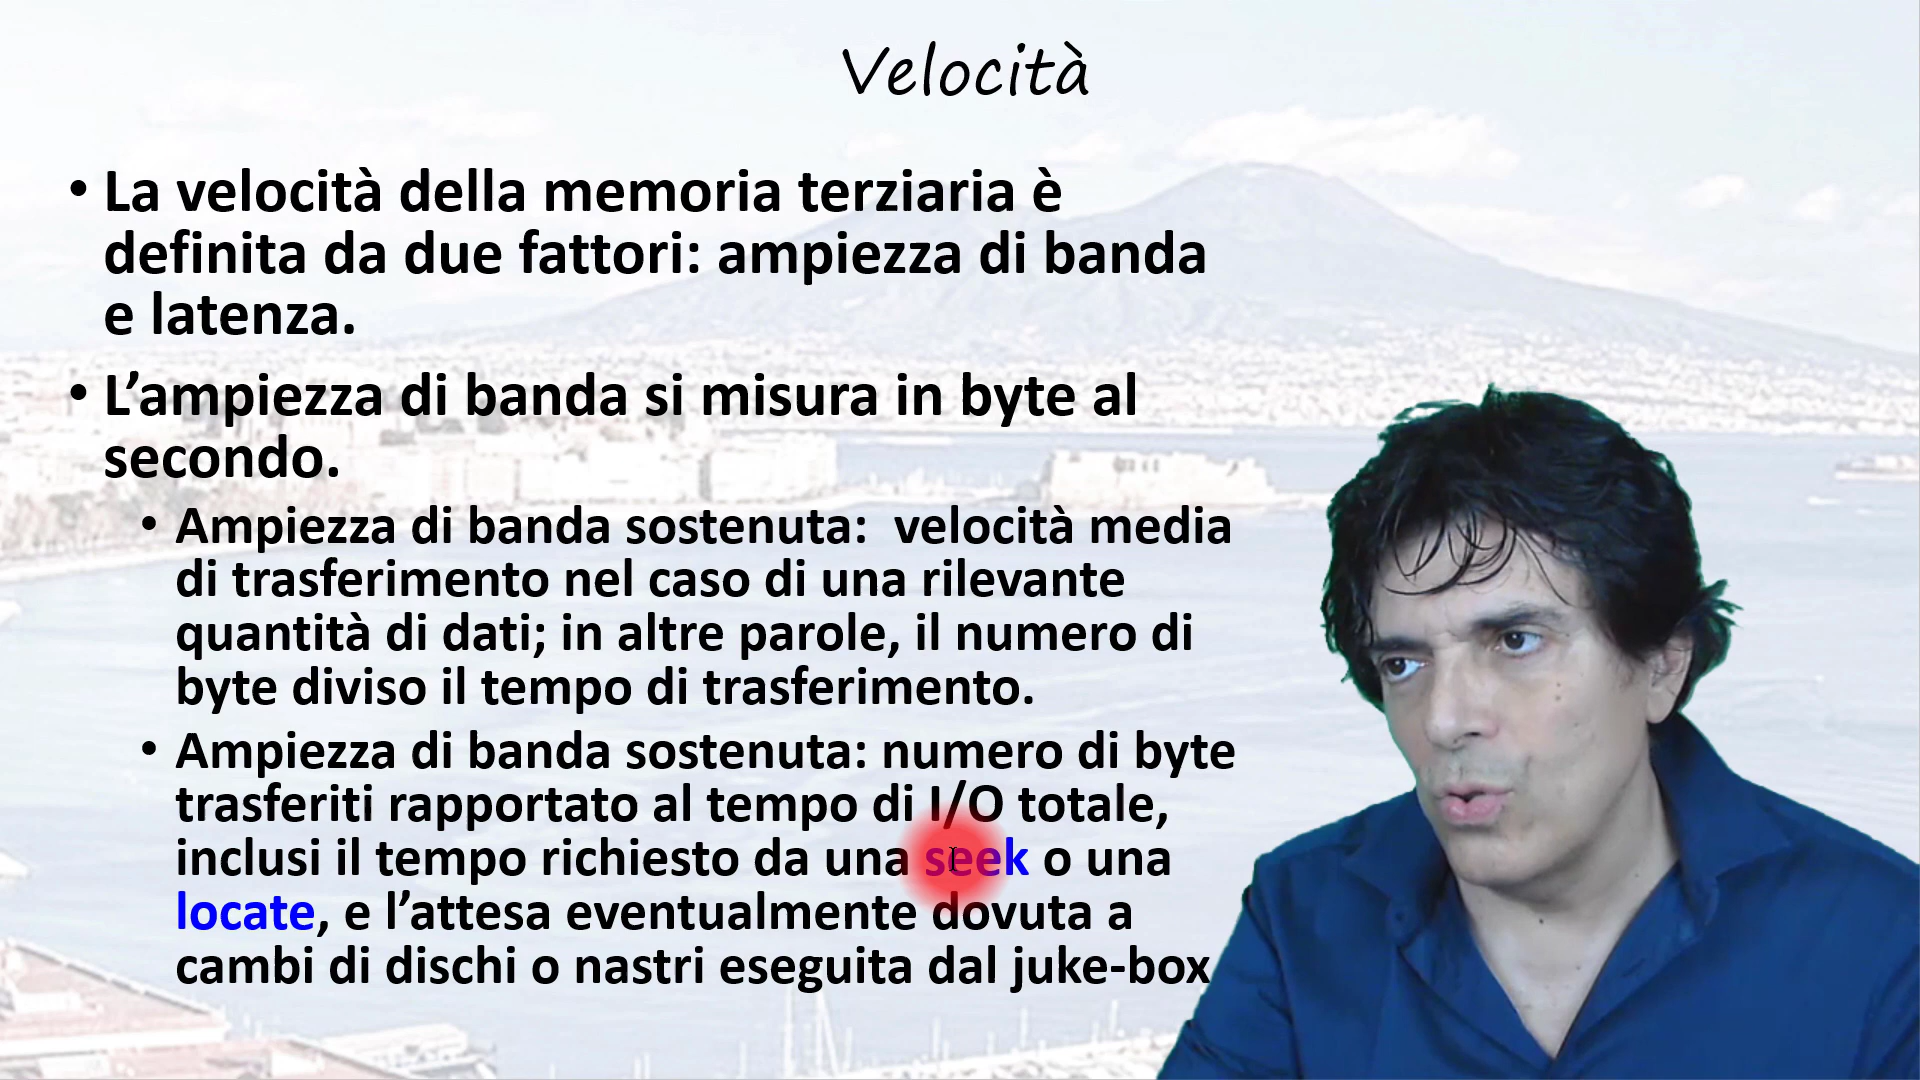 Velocità
• La velocità della memoria terziaria è
definita da due fattori: ampiezza di banda
e latenza.
• L’ampiezza di banda si misura in byte al
secondo.
• Ampiezza di banda sostenuta:  velocità media
di trasferimento nel caso di una rilevante
quantità di dati; in altre parole, il numero di
byte diviso il tempo di trasferimento.
• Ampiezza di banda sostenuta: numero di byte
trasferiti rapportato al tempo di I/O totale,
inclusi il tempo richiesto da una seek o una
locate, e l’attesa eventualmente dovuta a
cambi di dischi o nastri eseguita dal juke-box